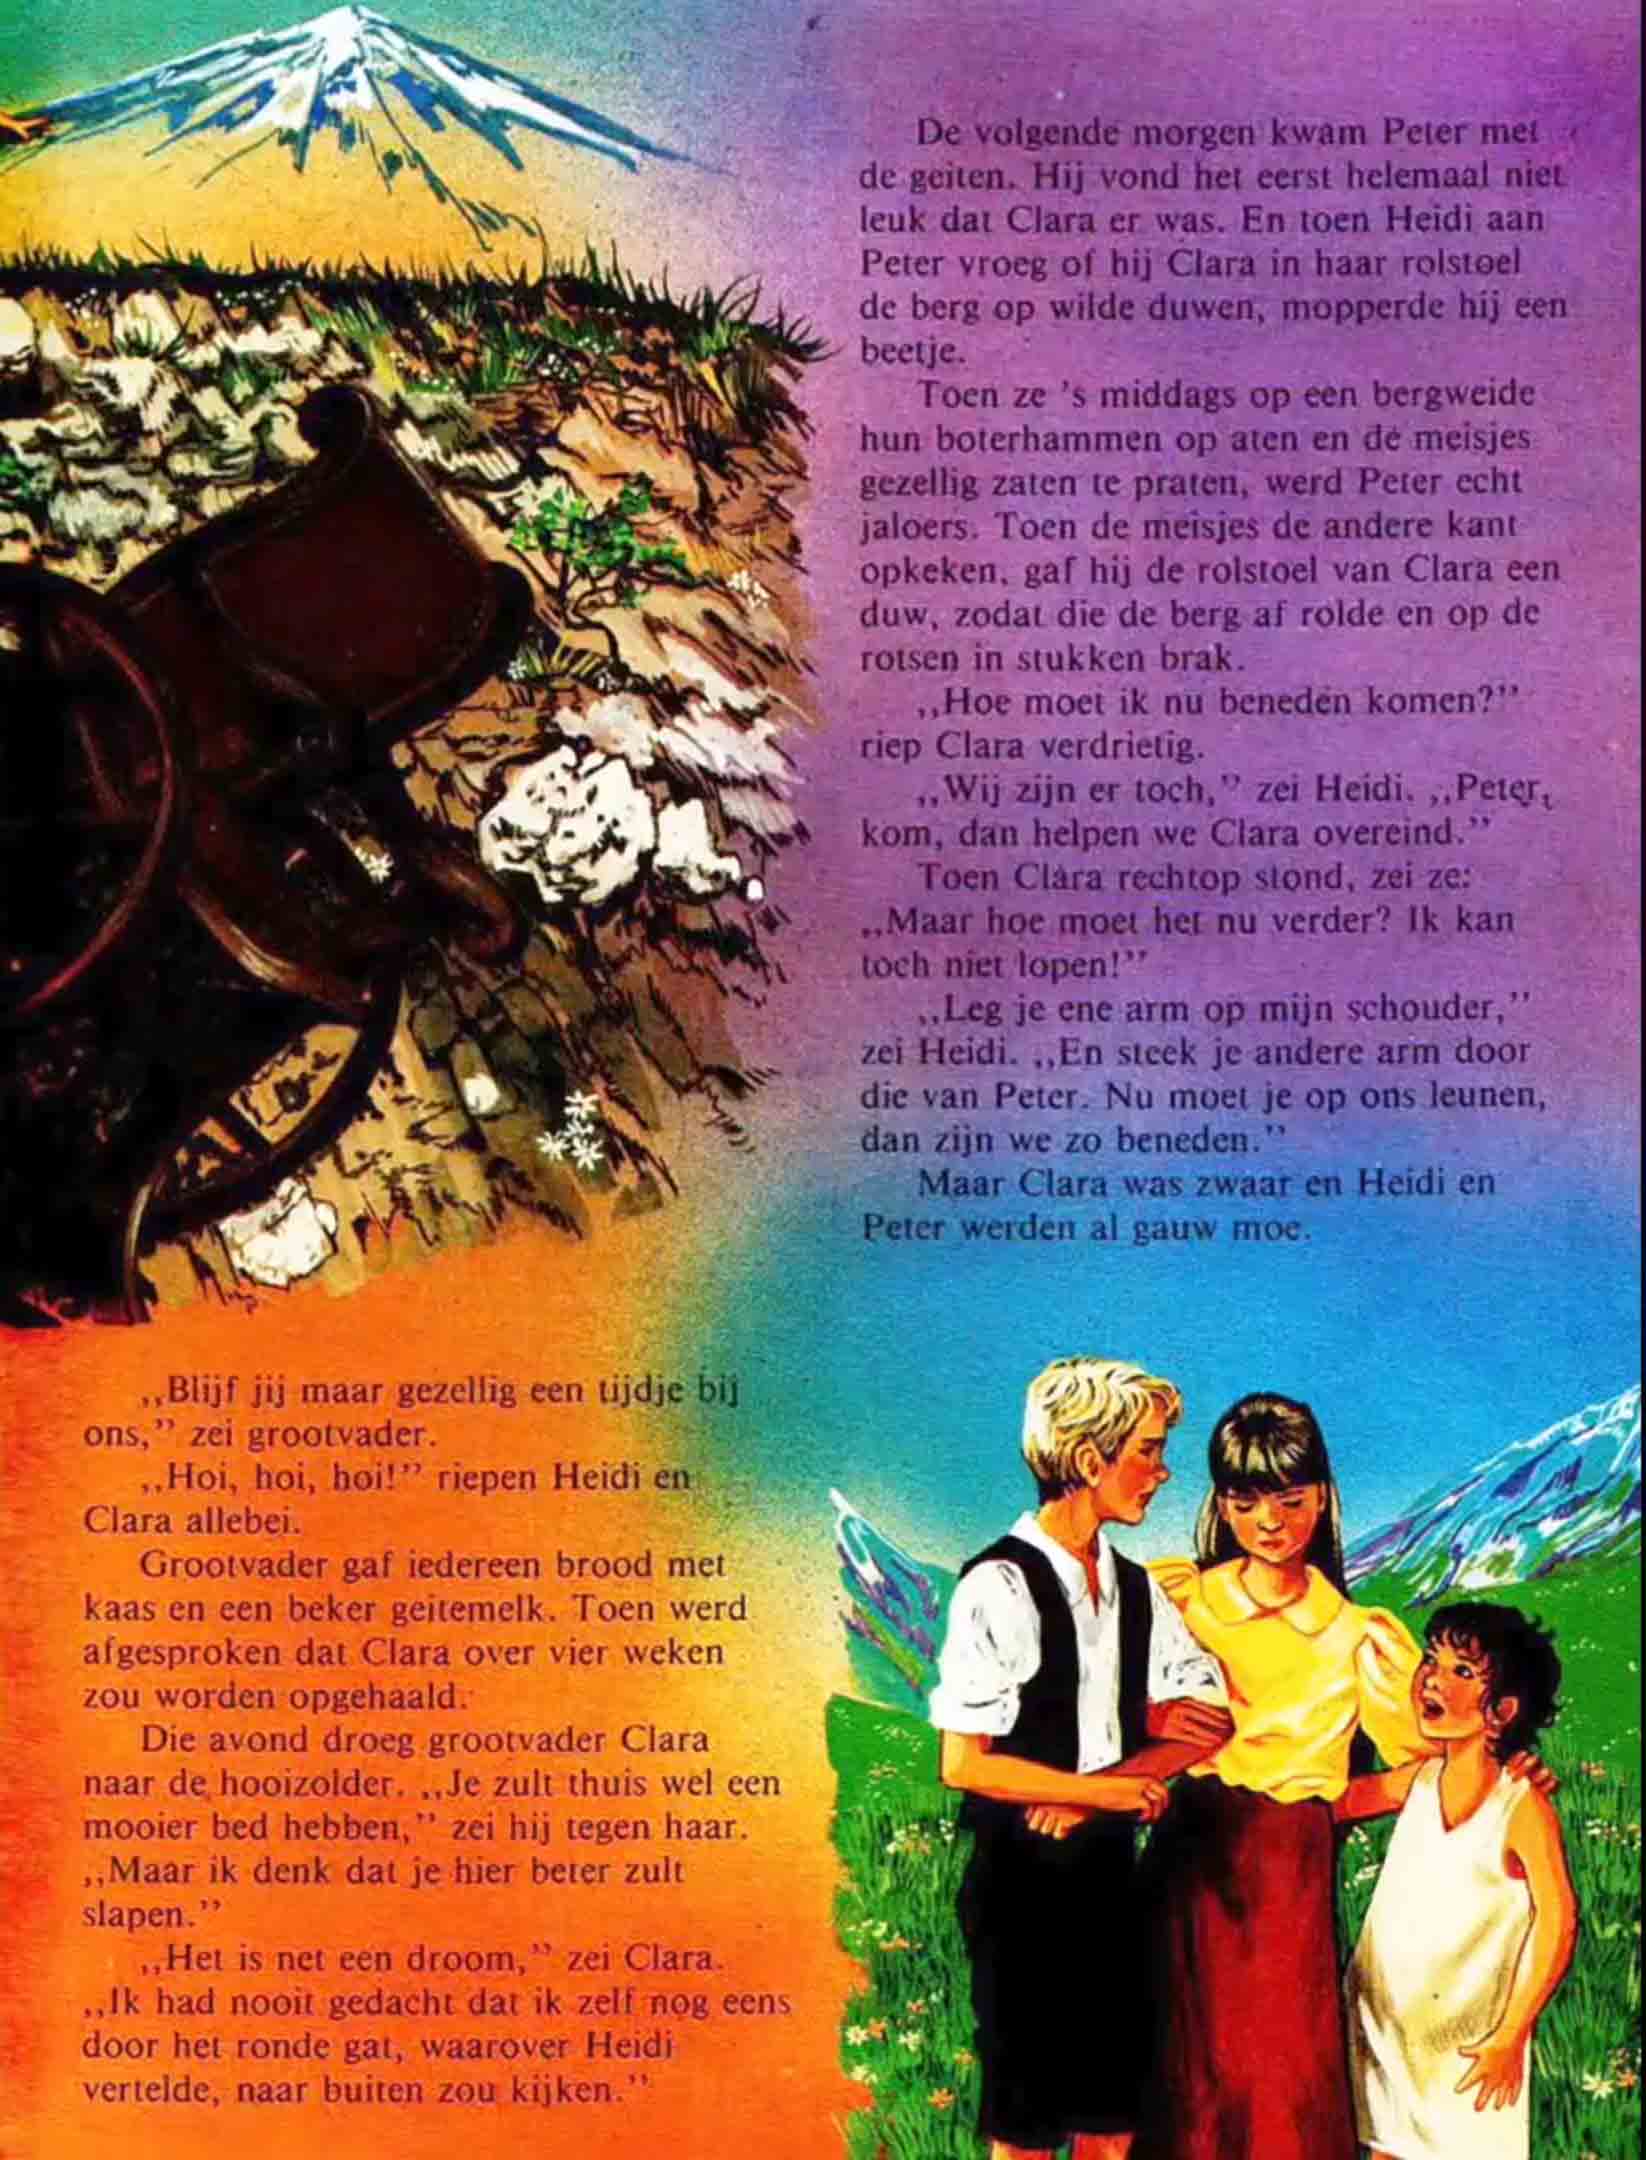 „Blijf jij maar gezellig een tijdje bij
ons,” zei grootvader.
„Hoi, hoi, hoi!” riepen Heidi en
Clara allebei.
Grootvader gaf iedereen brood met
kaas en een beker geitemelk. Toen werd
afgesproken dat Clara over vier weken
zou worden opgehaald.
Die avond droeg grootvader Clara
naar de hooizolder. „Je zult thuis wel een
mooier bed hebben,” zei hij tegen haar.
„Maar ik denk dat je hier beter zult
slapen.”
„Het is net een droom,” zei Clara.
„Ik had nooit gedacht dat ik zelf nog eens
door het ronde gat, waarover Heidi
vertelde, naar buiten zou kijken.”
De volgende morgen kwam Peter met
de geiten. Hij vond het eerst helemaal niet
leuk dat Clara er was. En toen Heidi aan
Peter vroeg of hij Clara in haar rolstoel
de berg op wilde duwen, mopperde hij een
beetje.
Toen ze ’s middags op een bergweide
hun boterhammen op aten en de meisjes
gezellig zaten te praten, werd Peter echt
jaloers. Toen de meisjes de andere kant
opkeken, gaf hij de rolstoel van Clara een
duw, zodat die de berg af rolde en op de
rotsen in stukken brak.
„Hoe moet ik nu beneden komen?”
riep Clara verdrietig.
„Wij zijn er toch,” zei Heidi. „Peter,
kom, dan helpen we Clara overeind.”
Toen Clara rechtop stond, zei ze:
„Maar hoe moet het nu verder? Ik kan
toch niet lopen!”
„Leg je ene arm op mijn schouder,”
zei Heidi. „En steek je andere arm door
die van Peter. Nu moet je op ons leunen,
dan zijn we zo beneden.”
Maar Clara was zwaar en Heidi en
Peter werden al gauw moe.